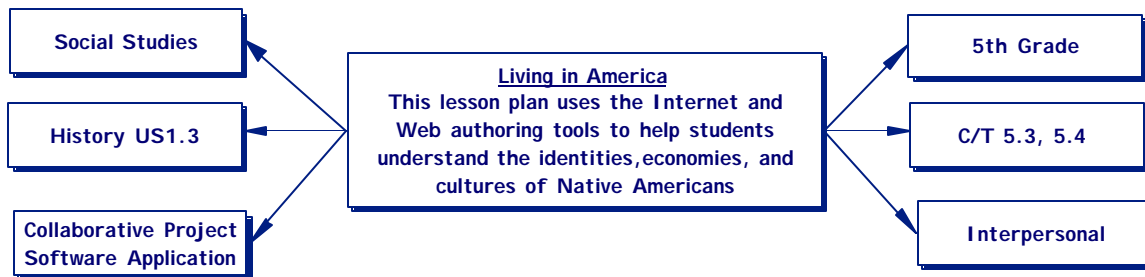 Social Studies
History US1.3
Collaborative Project
Software Application
Living in America
This lesson plan uses the Internet and
Web authoring tools to help students
understand the identities,economies, and
cultures of Native Americans
5th Grade
C/T 5.3, 5.4
Interpersonal